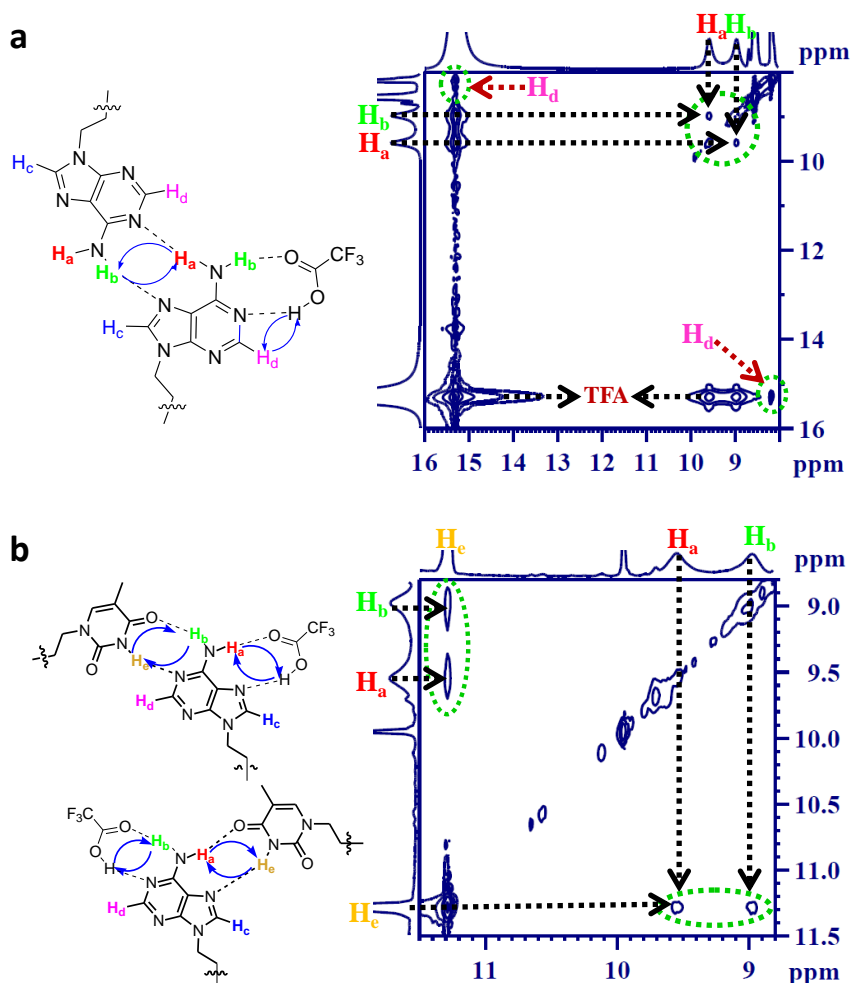 a
Ha Hb
ppm
Hd
Hb
Ha
10
12
14
16
Hd
TFA
16 15 14 13 12 11 10 9
ppm
N
Hc
N
N
N
Hd
Ha
N
Hb
Ha
N
Hb
O
CF3
O
H
N
N
Hc
N
N
Hd
b
He Ha Hb
ppm
Hb
Ha
He
9.0
9.5
10.0
10.5
11.0
11.5
11 10 9
ppm
O
Hb
N
Ha
O
CF3
N
N
O
He
N
H
O
N
Hd
N
N
Hc
F3C
O
Hb
N
Ha
O
N
O
H
N
He
N
O
Hd
N
N
N
Hc